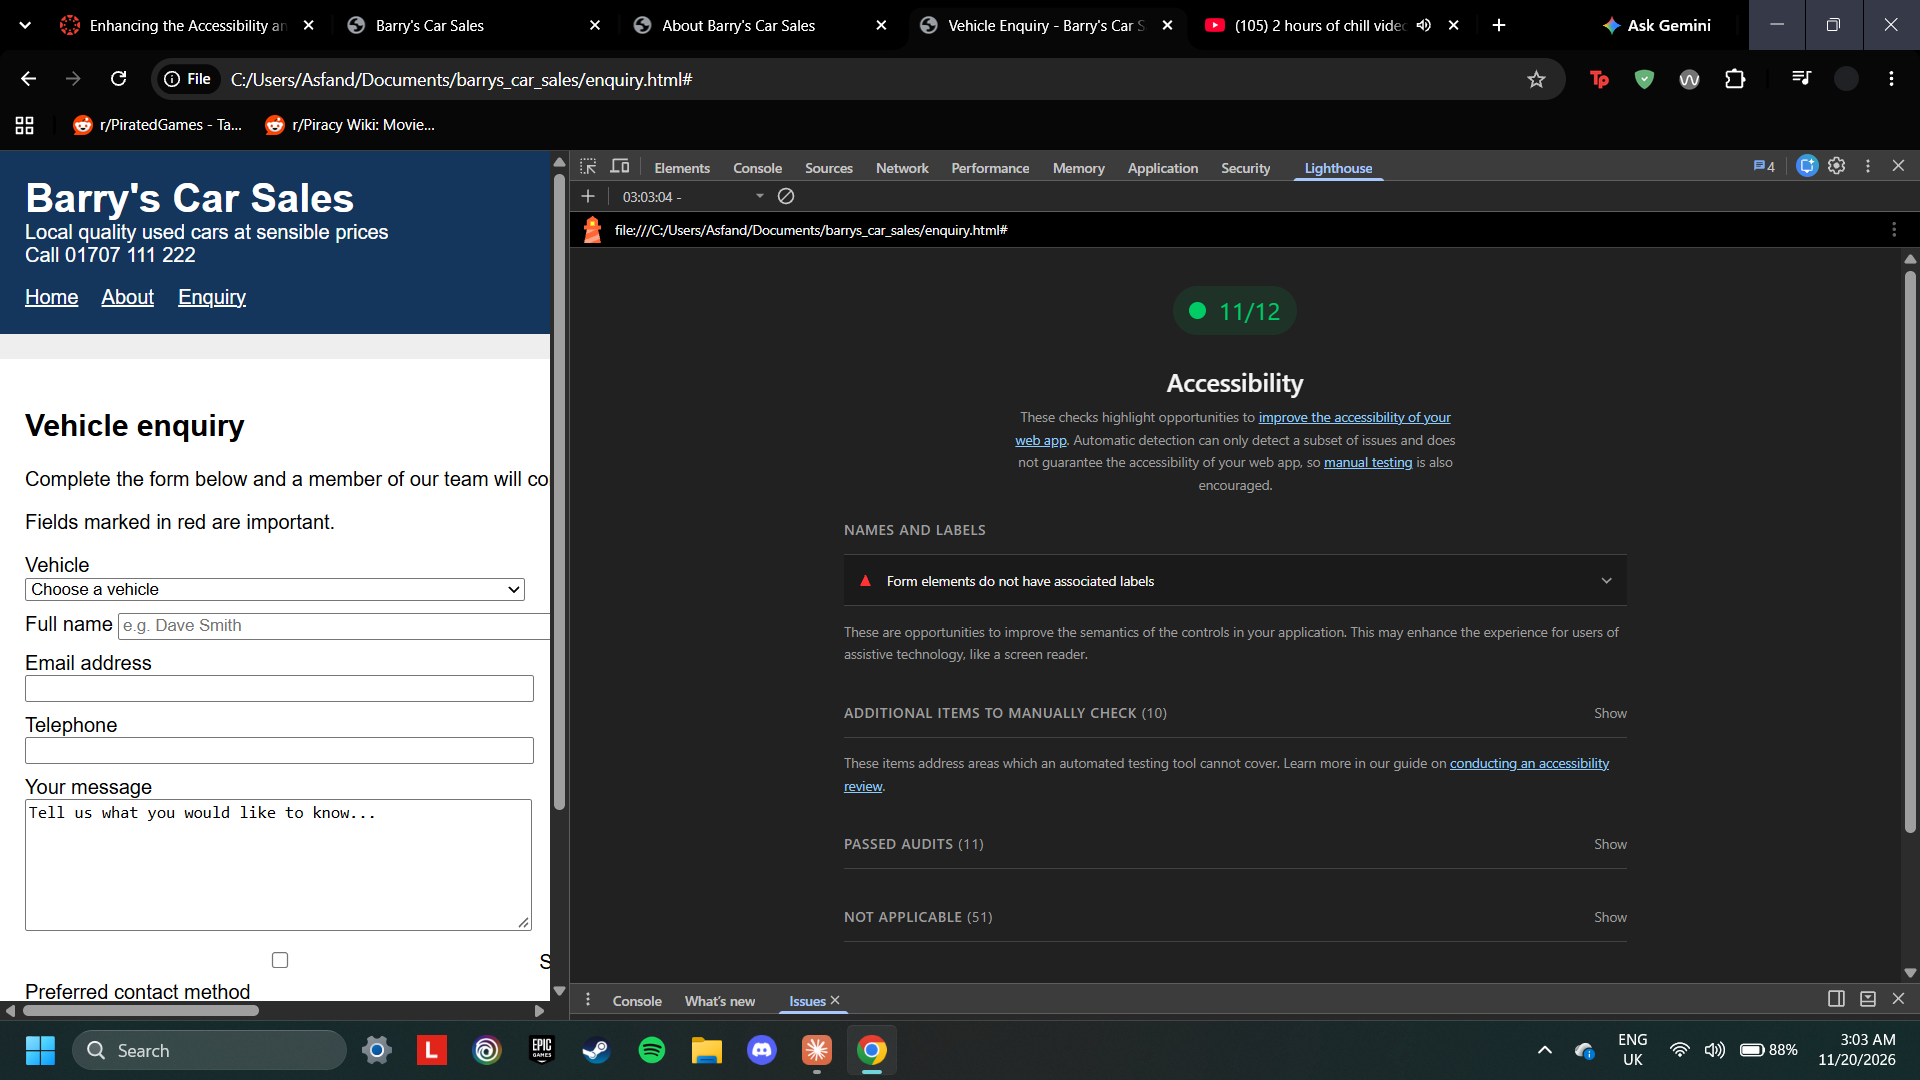 Enhancing the Accessibility an
Barry's Car Sales
About Barry's Car Sales
Vehicle Enquiry - Barry's Car S
(105) 2 hours of chill videc
Ask Gemini
File
C:/Users/Asfand/Documents/barrys_car_sales/enquiry.html#
r/PiratedGames - Ta...
r/Piracy Wiki: Movie...
Barry's Car Sales
Local quality used cars at sensible prices
Call 01707 111 222
Home About Enquiry
Vehicle enquiry
Complete the form below and a member of our team will co
Fields marked in red are important.
Vehicle
Choose a vehicle
Full name e.g. Dave Smith
Email address
Telephone
Your message
Tell us what you would like to know...
S
Preferred contact method
Elements Console Sources Network Performance Memory Application Security Lighthouse
4
03:03:04 -
file:///C:/Users/Asfand/Documents/barrys_car_sales/enquiry.html#
11/12
Accessibility
These checks highlight opportunities to improve the accessibility of your
web app. Automatic detection can only detect a subset of issues and does
not guarantee the accessibility of your web app, so manual testing is also
encouraged.
NAMES AND LABELS
Form elements do not have associated labels
These are opportunities to improve the semantics of the controls in your application. This may enhance the experience for users of
assistive technology, like a screen reader.
ADDITIONAL ITEMS TO MANUALLY CHECK (10) Show
These items address areas which an automated testing tool cannot cover. Learn more in our guide on conducting an accessibility
review.
PASSED AUDITS (11) Show
NOT APPLICABLE (51) Show
Console What's new Issues
Search
L
EPIC
GAMES
ENG
UK
88%
3:03 AM
11/20/2026